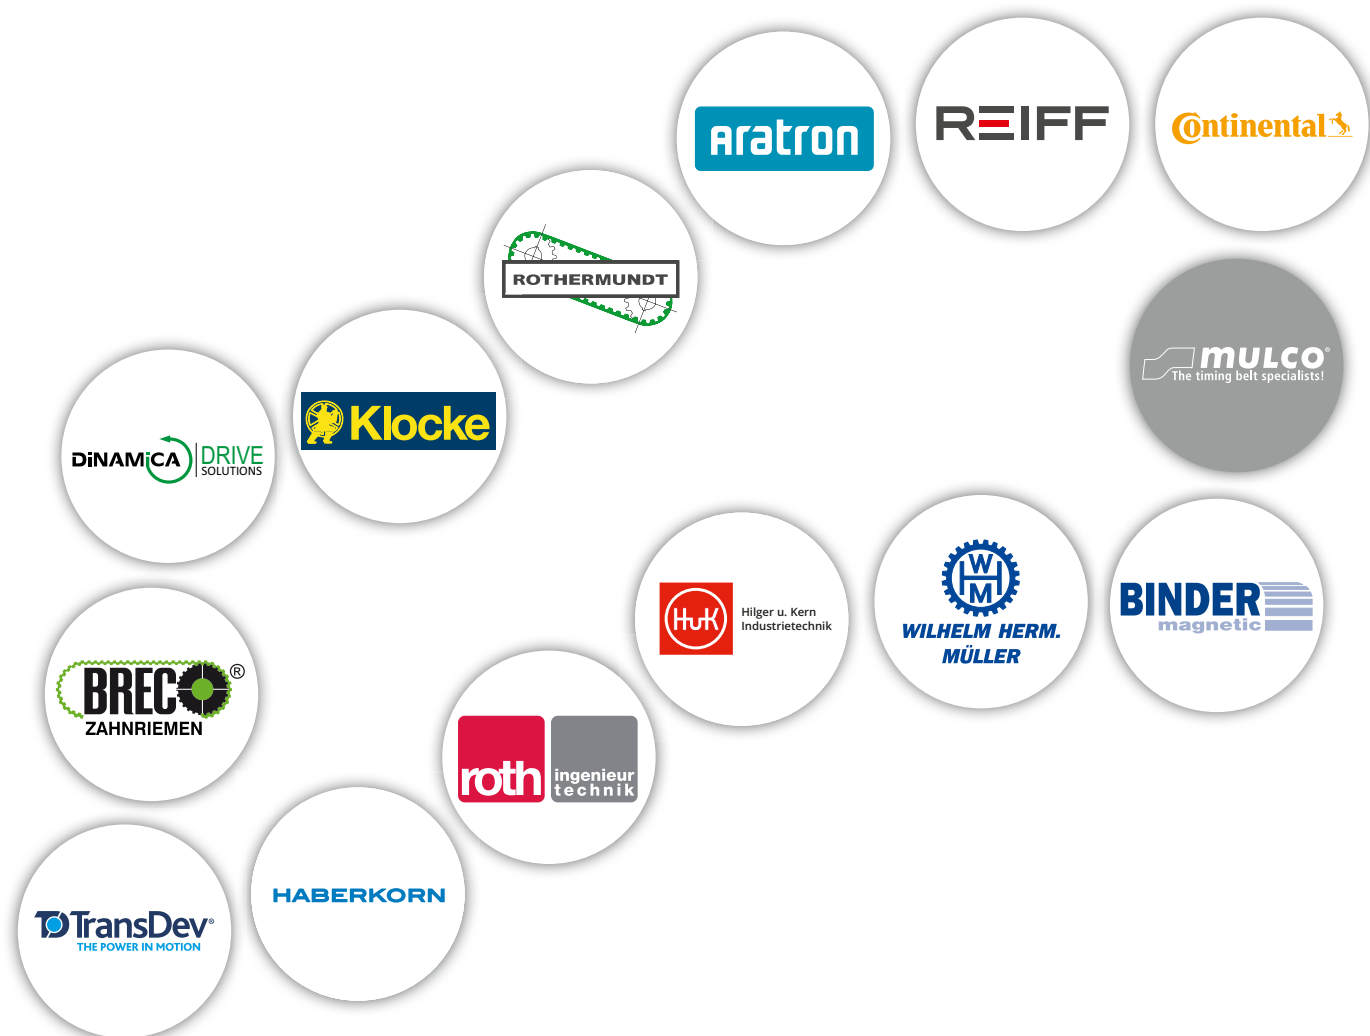 aratron
REIFF
Continental
ROTHERMUNDT
mulco®
The timing belt specialists!
Klocke
DiNAMiCA DRIVE
SOLUTIONS
HuK
Hilger u. Kern
Industrietechnik
WHM
WILHELM HERM.
MÜLLER
BINDER
magnetic
BRECO®
ZAHNRIEMEN
roth
ingenieur
technik
HABERKORN
TransDev®
THE POWER IN MOTION